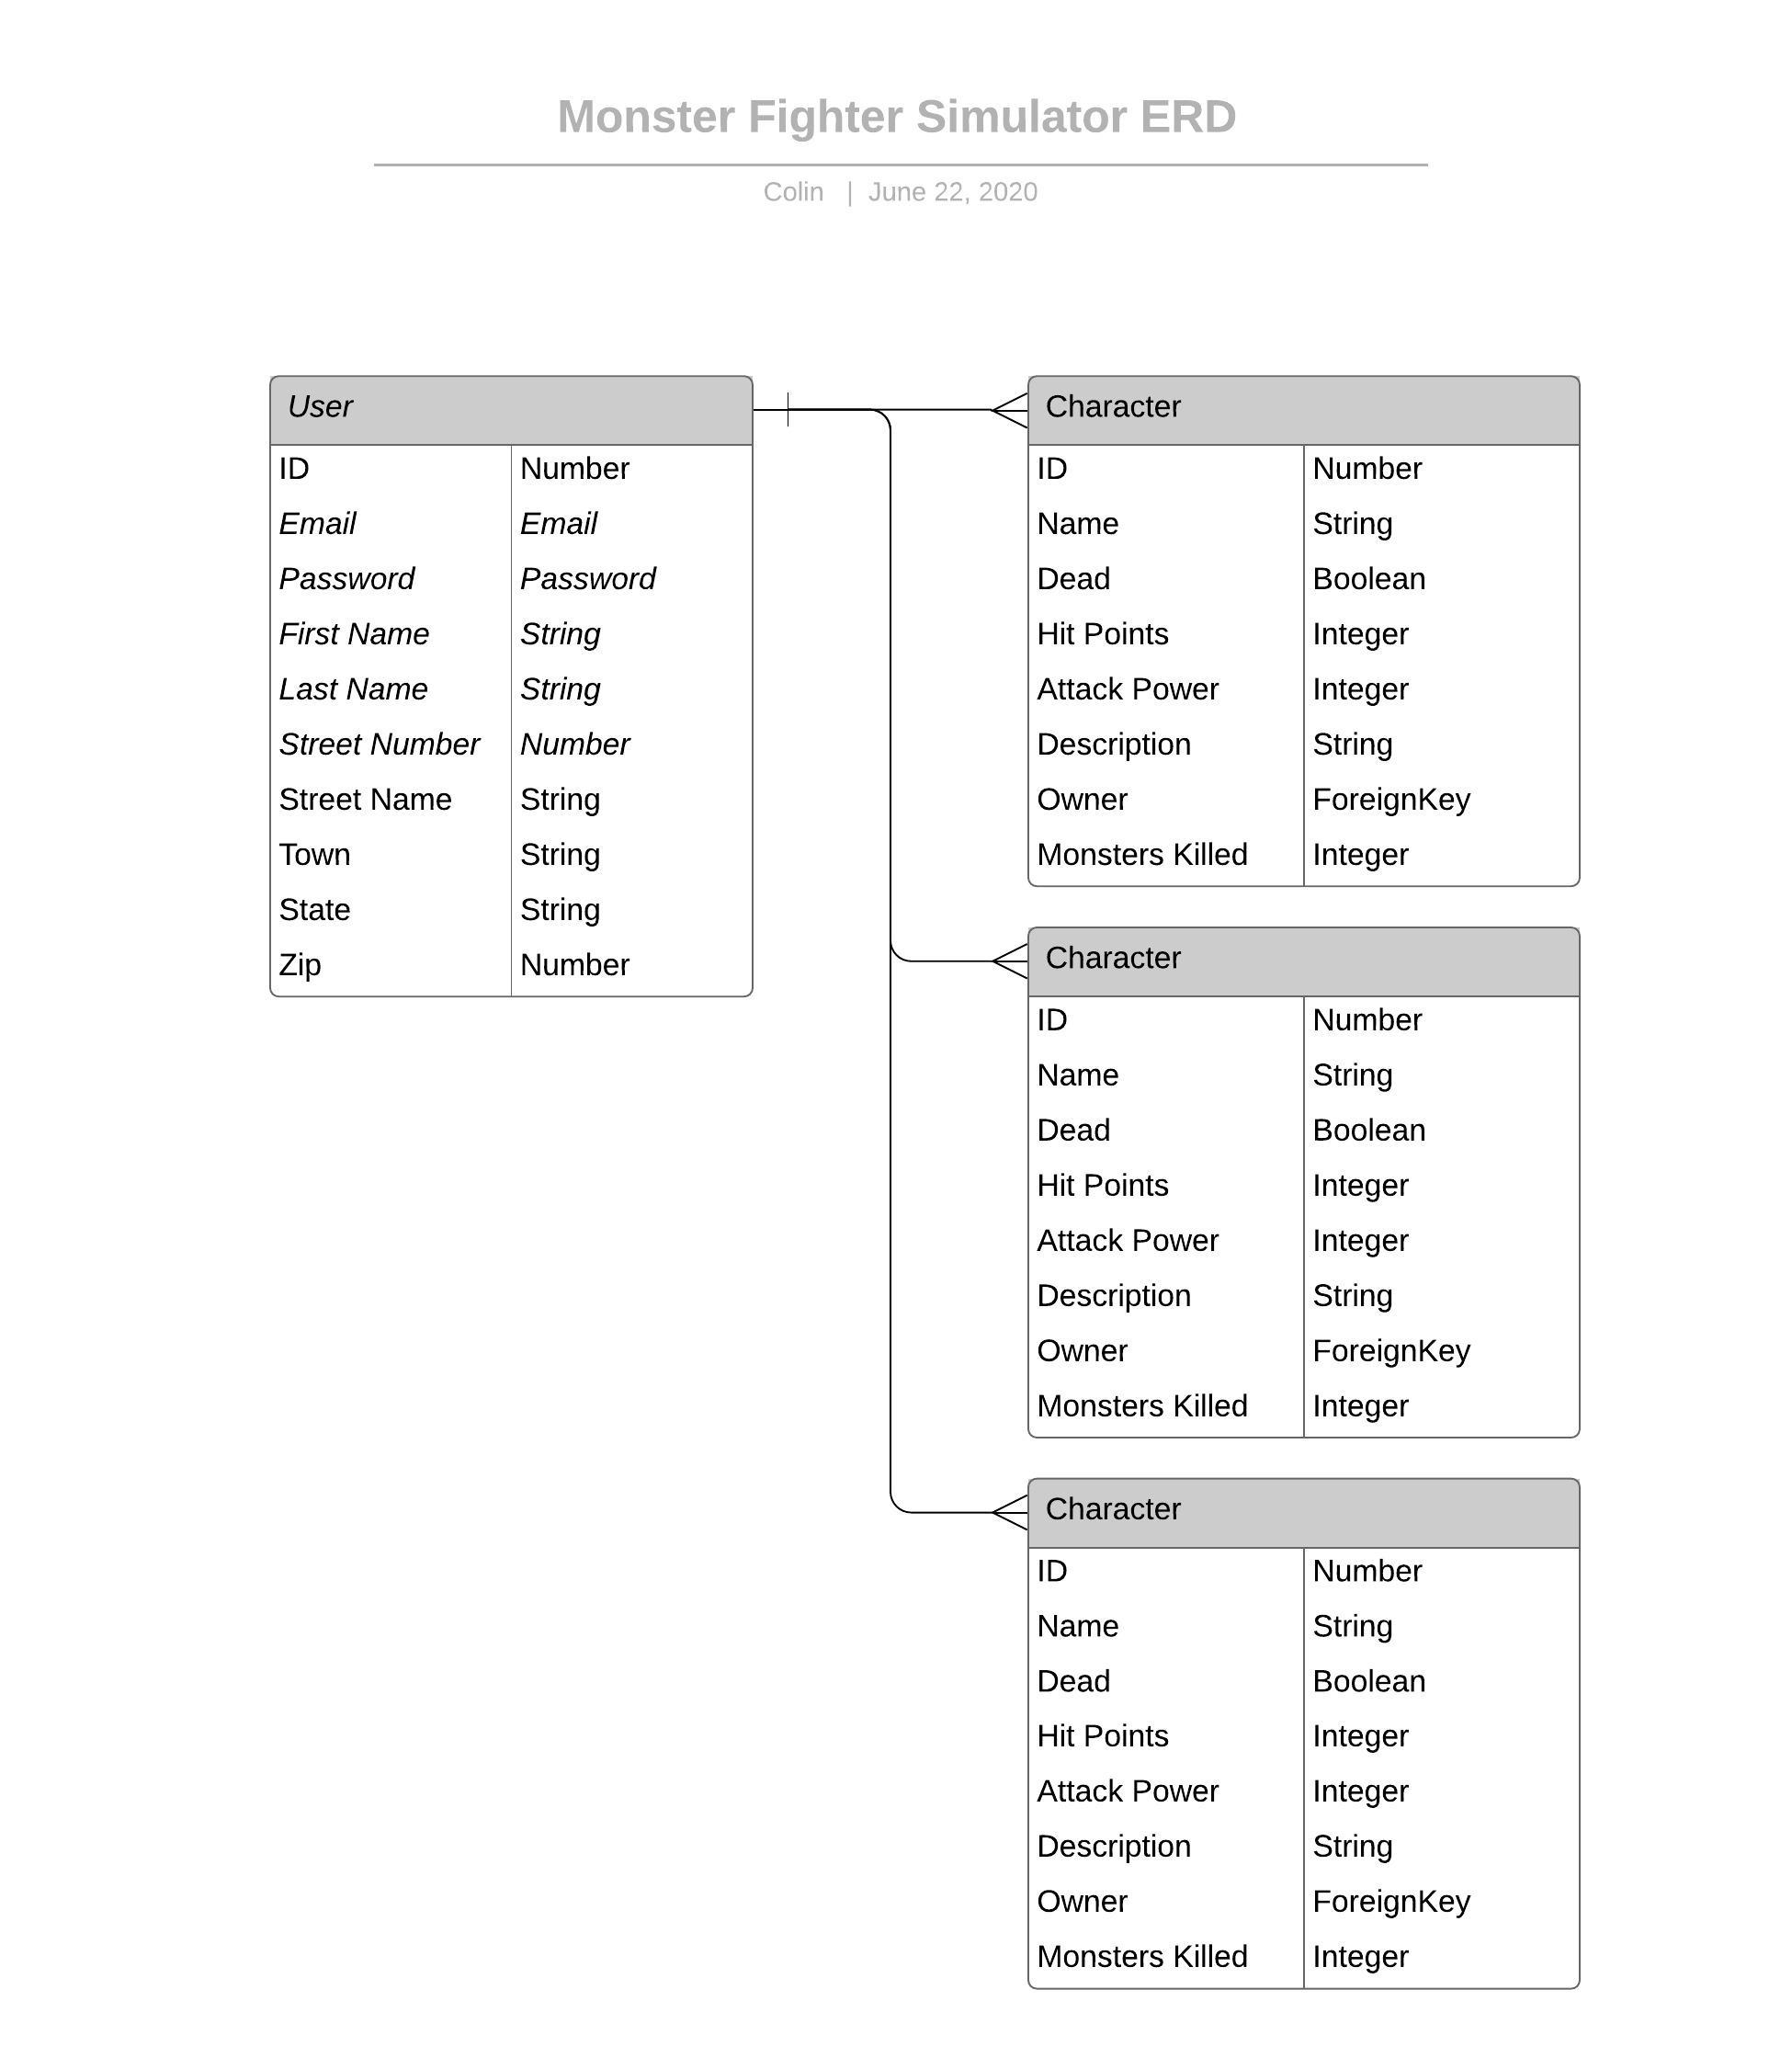 Monster Fighter Simulator ERD
Colin | June 22, 2020
User
ID Number
Email Email
Password Password
First Name String
Last Name String
Street Number Number
Street Name String
Town String
State String
Zip Number
Character
ID Number
Name String
Dead Boolean
Hit Points Integer
Attack Power Integer
Description String
Owner ForeignKey
Monsters Killed Integer
Character
ID Number
Name String
Dead Boolean
Hit Points Integer
Attack Power Integer
Description String
Owner ForeignKey
Monsters Killed Integer
Character
ID Number
Name String
Dead Boolean
Hit Points Integer
Attack Power Integer
Description String
Owner ForeignKey
Monsters Killed Integer